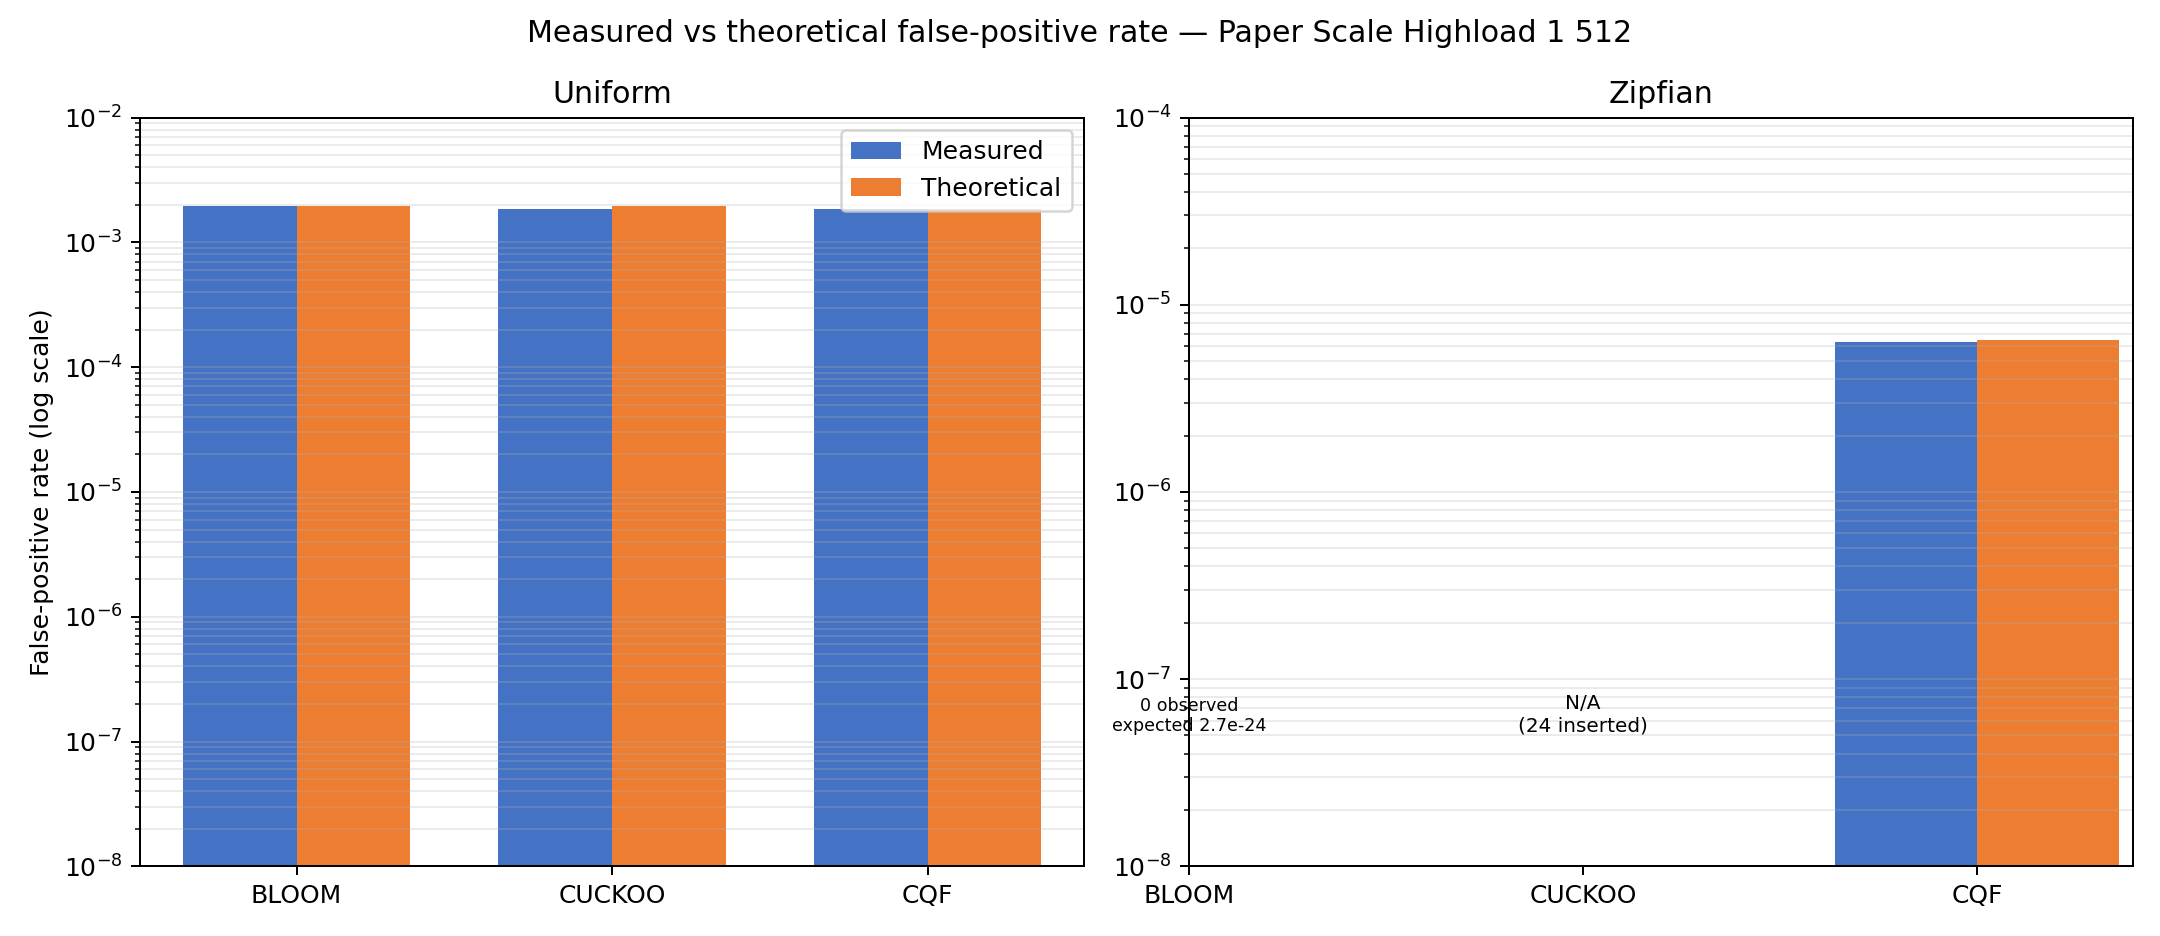 Measured vs theoretical false-positive rate — Paper Scale Highload 1 512
Uniform
Measured
Theoretical
False-positive rate (log scale)
10⁻²
10⁻³
10⁻⁴
10⁻⁵
10⁻⁶
10⁻⁷
10⁻⁸
BLOOM
CUCKOO
CQF
Zipfian
10⁻⁴
10⁻⁵
10⁻⁶
10⁻⁷
10⁻⁸
0 observed
expected 2.7e-24
N/A
(24 inserted)
BLOOM
CUCKOO
CQF